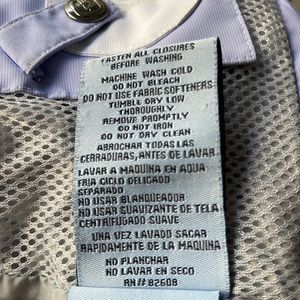 FASTEN ALL CLOSURES
BEFORE WASHING
MACHINE WASH COLD
DO NOT BLEACH
DO NOT USE FABRIC SOFTENERS
TUMBLE DRY LOW
THOROUGHLY
REMOVE PROMPTLY
DO NOT IRON
DO NOT DRY CLEAN
ABROCHAR TODAS LAS
CERRADURAS, ANTES DE LAVAR
LAVAR A MAQUINA EN AQUA
FRIA CICLO DELICADO
SEPARADO
NO USAR BLANQUEADOR
NO USAR SUAVIZANTE DE TELA
CENTRIFUGADO SUAVE
UNA VEZ LAVADO SACAR
RAPIDAMENTE DE LA MAQUINA
NO PLANCHAR
NO LAVAR EN SECO
RN# 82608